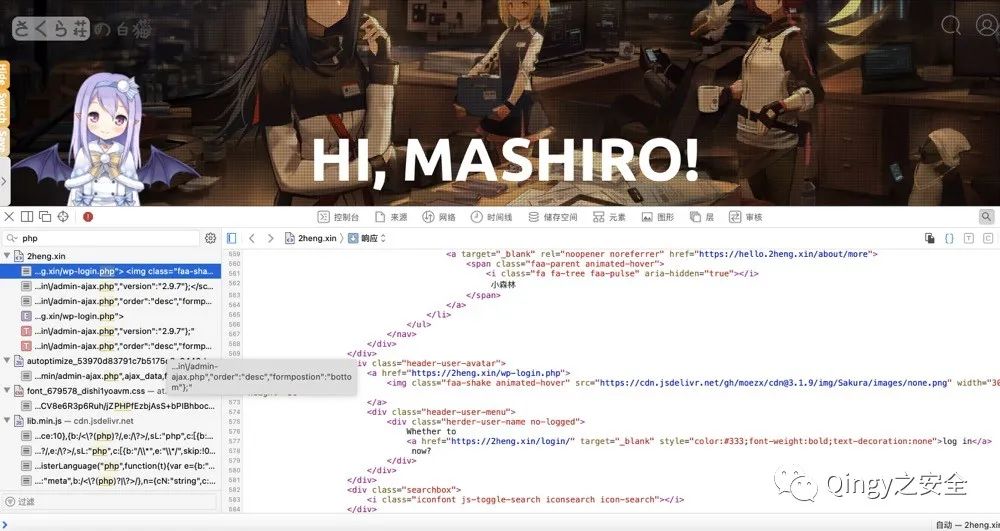 さくら荘の白猫
Hide
Switch
Save
HI, MASHIRO!
控制台
来源
网络
时间线
储存空间
元素
图形
层
审核
php
2heng.xin 〉 响应
2heng.xin
...g.xin/wp-login.php"> <img class="faa-sha...
...in\/admin-ajax.php","version":"2.9.7"};</sc...
...in\/admin-ajax.php","order":"desc","formp...
...g.xin/wp-login.php">
...in\/admin-ajax.php","version":"2.9.7"};"
...in\/admin-ajax.php","order":"desc","formp...
...in\/admin-
ajax.php","order":"desc","formpostion":"botto
m"};"
...min/admin-ajax.php",ajax_data,f
font_679578_dishi1yoavm.css — at....
...CV8e6R3p6Ruh/jZPHPfEzbjAsS+bPIBhboc...
lib.min.js — cdn.jsdelivr.net
...ce:10},{b:/<\?(php)?/,e:/\?>/,sL:"php",c:[{b:...
...?/,e:/\?>/,sL:"php",c:[{b:"/\\*",e:"\\*/",skip:!0...
...isterLanguage("php",function(t){var e={b:"...
...:"meta",b:/<\?(php)?|\?>/},n={cN:"string",c:...
过滤
559 <a target="_blank" rel="noopener noreferrer" href="https://hello.2heng.xin/about/more">
560 <span class="faa-parent animated-hover">
561 <i class="fa fa-tree faa-pulse" aria-hidden="true"></i>
562 小森林
563 </span>
564 </a>
565 </li>
566 </ul>
567 </nav>
568 </div>
569 </div>
div class="header-user-avatar">
<a href="https://2heng.xin/wp-login.php">
<img class="faa-shake animated-hover" src="https://cdn.jsdelivr.net/gh/moezx/cdn@3.1.9/img/Sakura/images/none.png" width="30
573 </a>
574 <div class="header-user-menu">
575 <div class="herder-user-name no-logged">
576 Whether to
577 <a href="https://2heng.xin/login/" target="_blank" style="color:#333;font-weight:bold;text-decoration:none">log in</a>
578 now?
579 </div>
580 </div>
581 </div>
582 <div class="searchbox">
583 <i class="iconfont js-toggle-search iconsearch icon-search"></i>
584 </div>
Qingy之安全
自动 — 2heng.xin